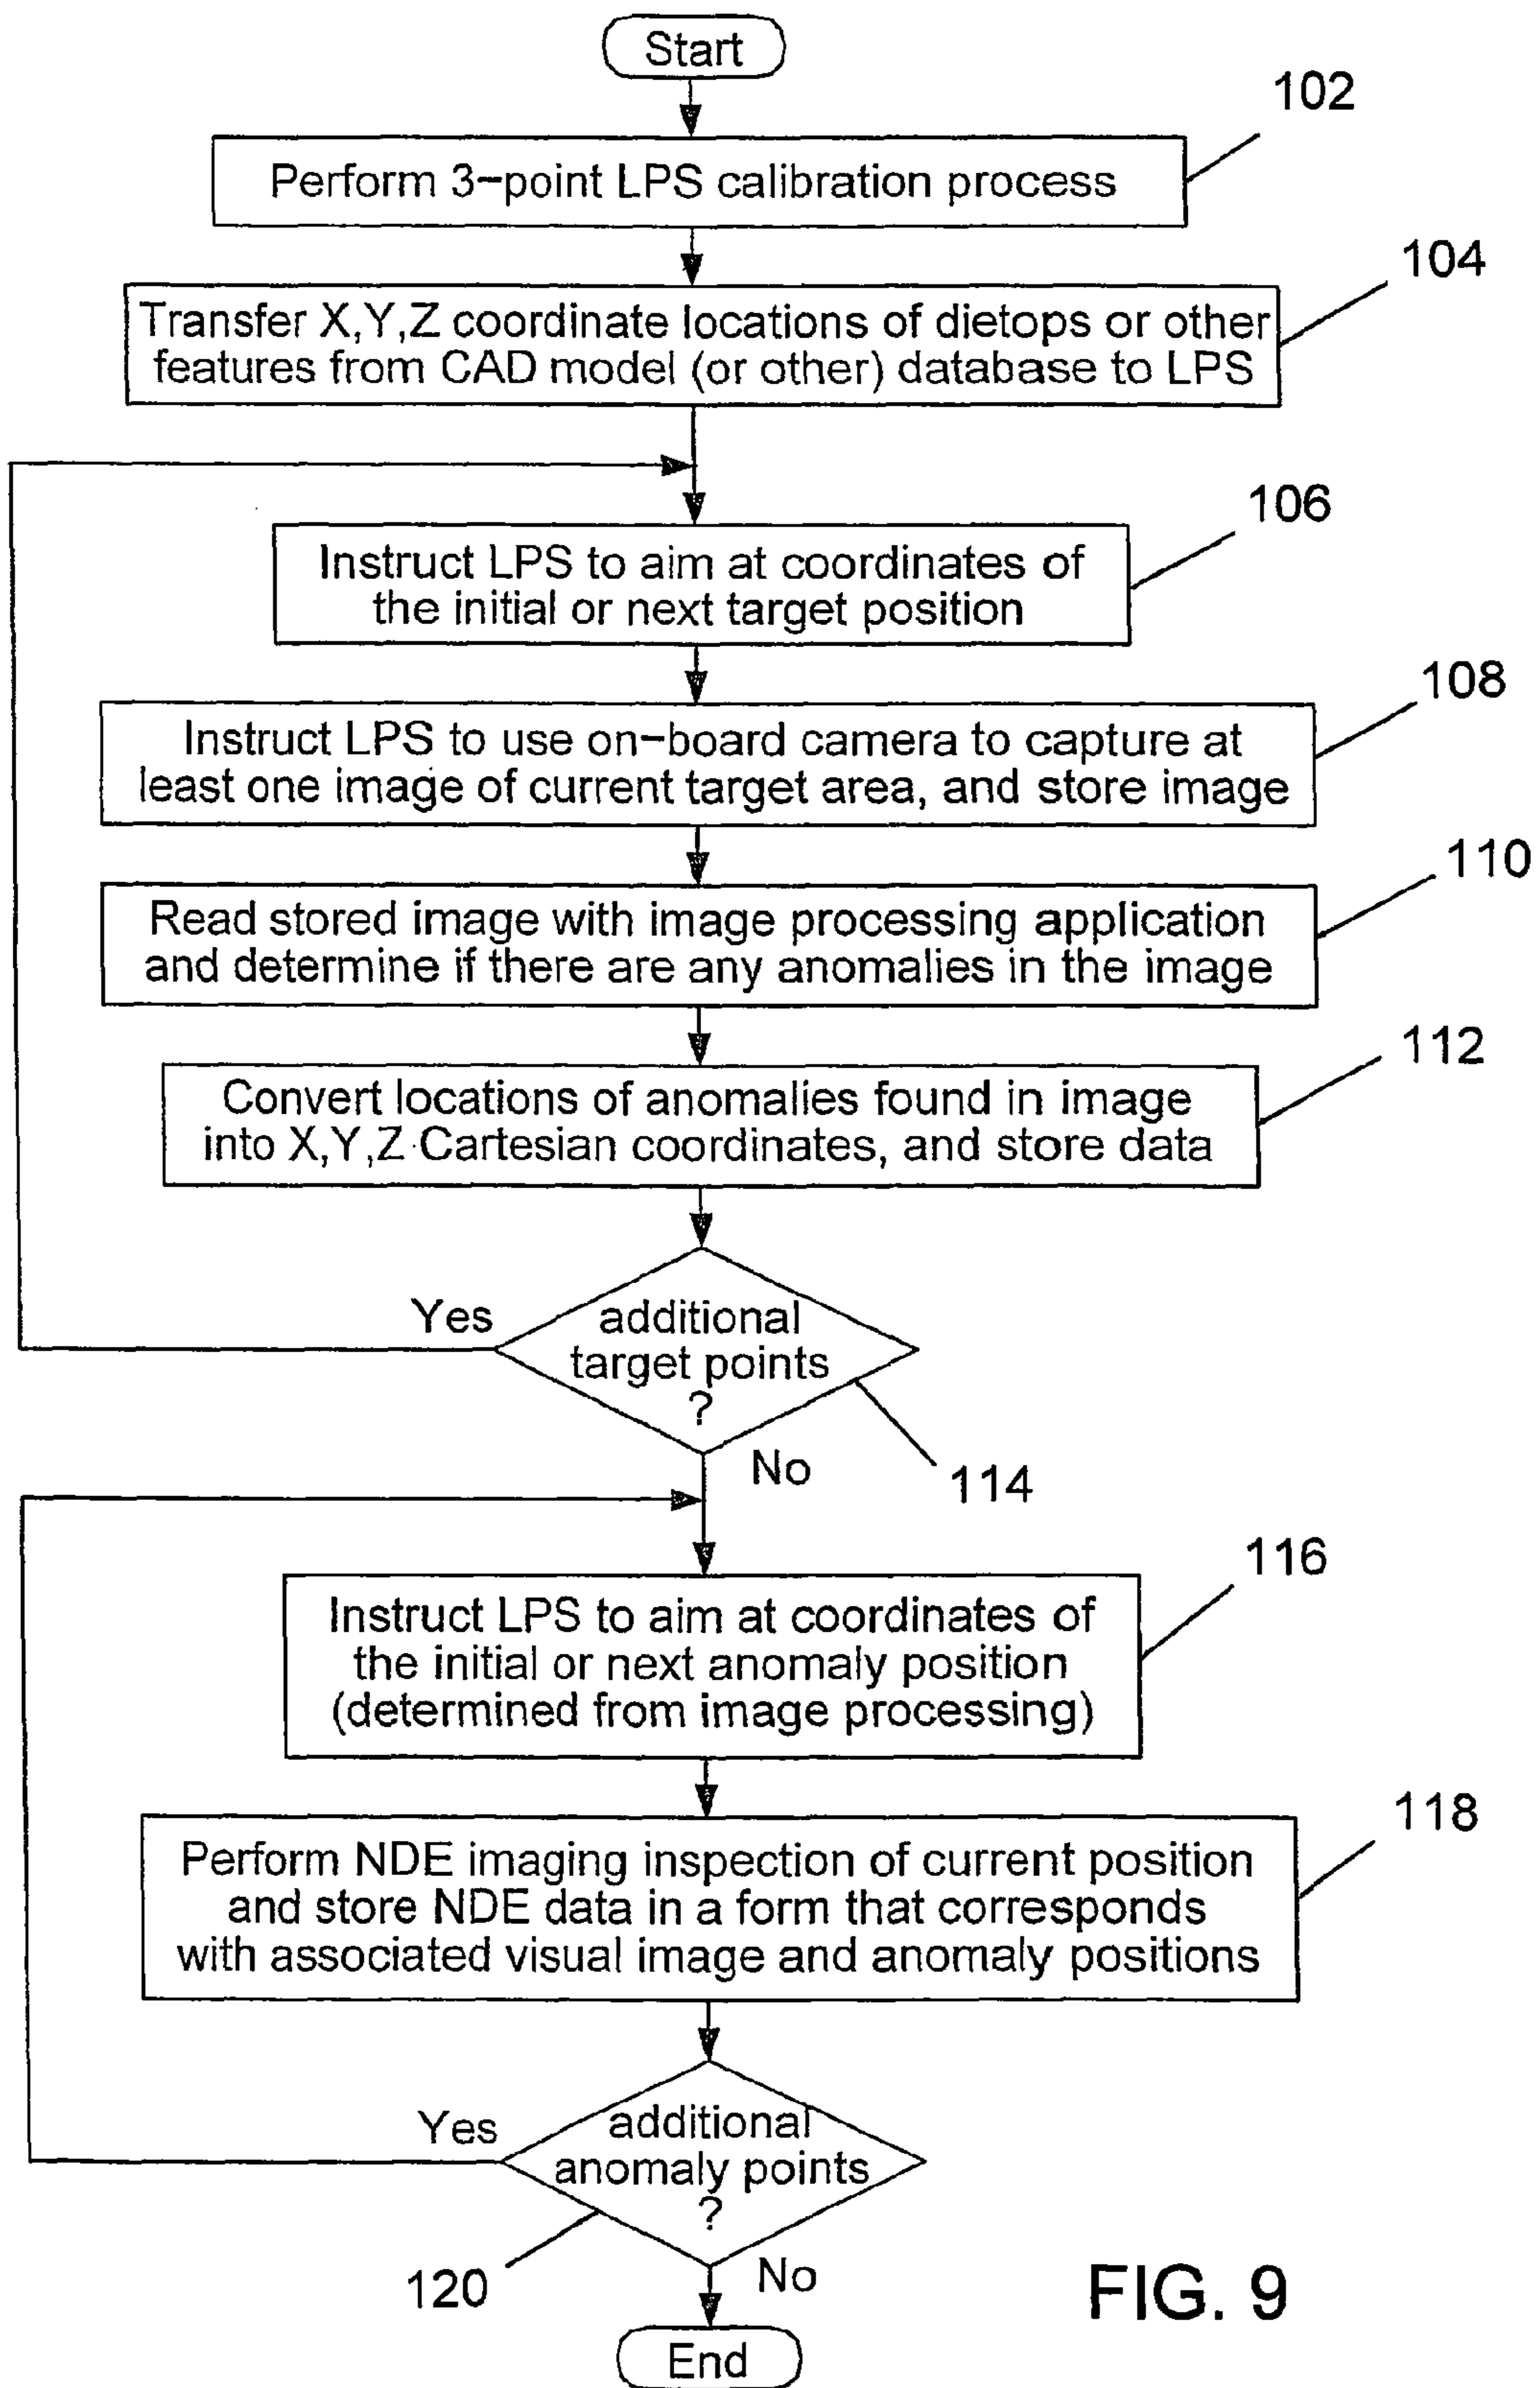 Start
102
Perform 3-point LPS calibration process
104
Transfer X,Y,Z coordinate locations of dietops or other
features from CAD model (or other) database to LPS
106
Instruct LPS to aim at coordinates of
the initial or next target position
108
Instruct LPS to use on-board camera to capture at
least one image of current target area, and store image
110
Read stored image with image processing application
and determine if there are any anomalies in the image
112
Convert locations of anomalies found in image
into X,Y,Z Cartesian coordinates, and store data
Yes
additional
target points
?
No
114
116
Instruct LPS to aim at coordinates of
the initial or next anomaly position
(determined from image processing)
118
Perform NDE imaging inspection of current position
and store NDE data in a form that corresponds
with associated visual image and anomaly positions
Yes
additional
anomaly points
?
120
No
End
FIG. 9